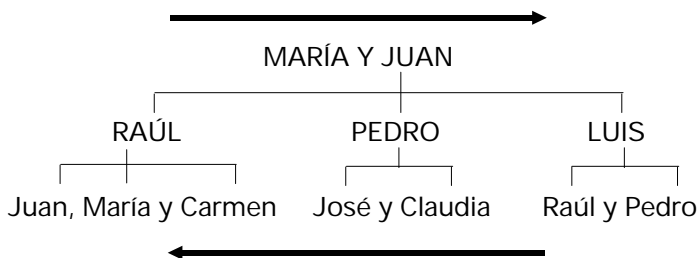 MARÍA Y JUAN
RAÚL PEDRO LUIS
Juan, María y Carmen José y Claudia Raúl y Pedro